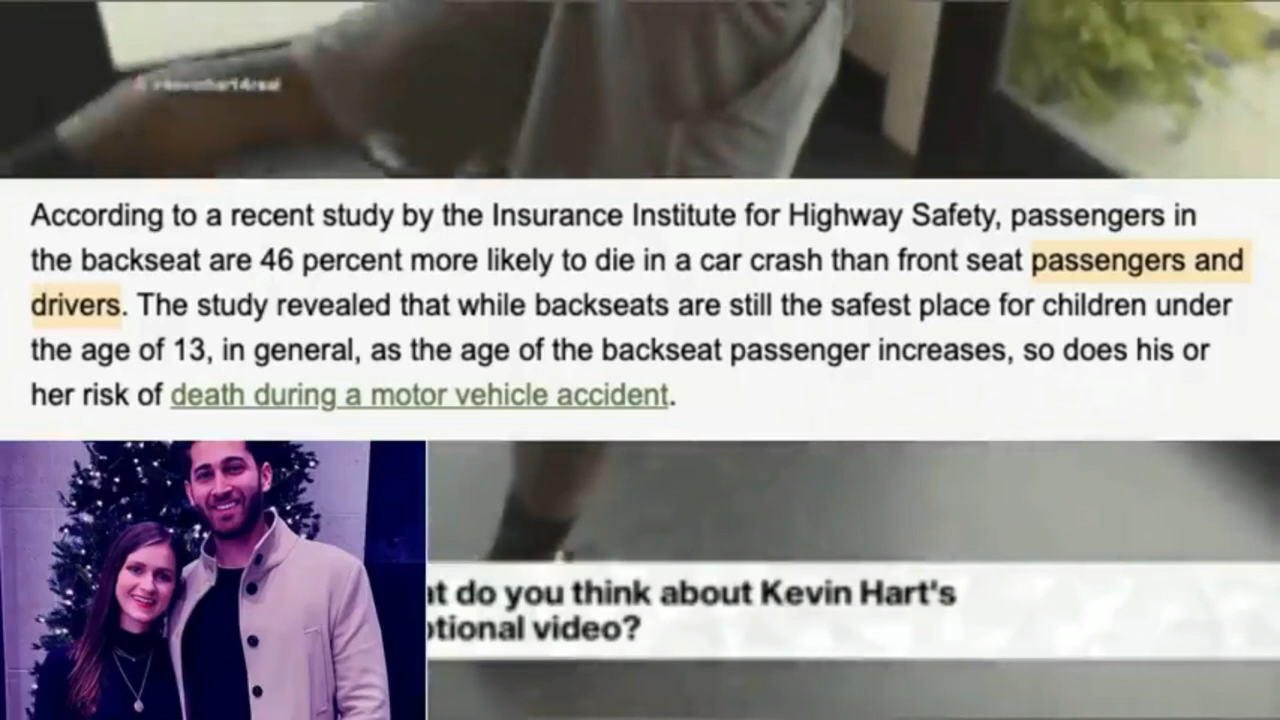 According to a recent study by the Insurance Institute for Highway Safety, passengers in
the backseat are 46 percent more likely to die in a car crash than front seat passengers and
drivers. The study revealed that while backseats are still the safest place for children under
the age of 13, in general, as the age of the backseat passenger increases, so does his or
her risk of death during a motor vehicle accident.
at do you think about Kevin Hart's
otional video?